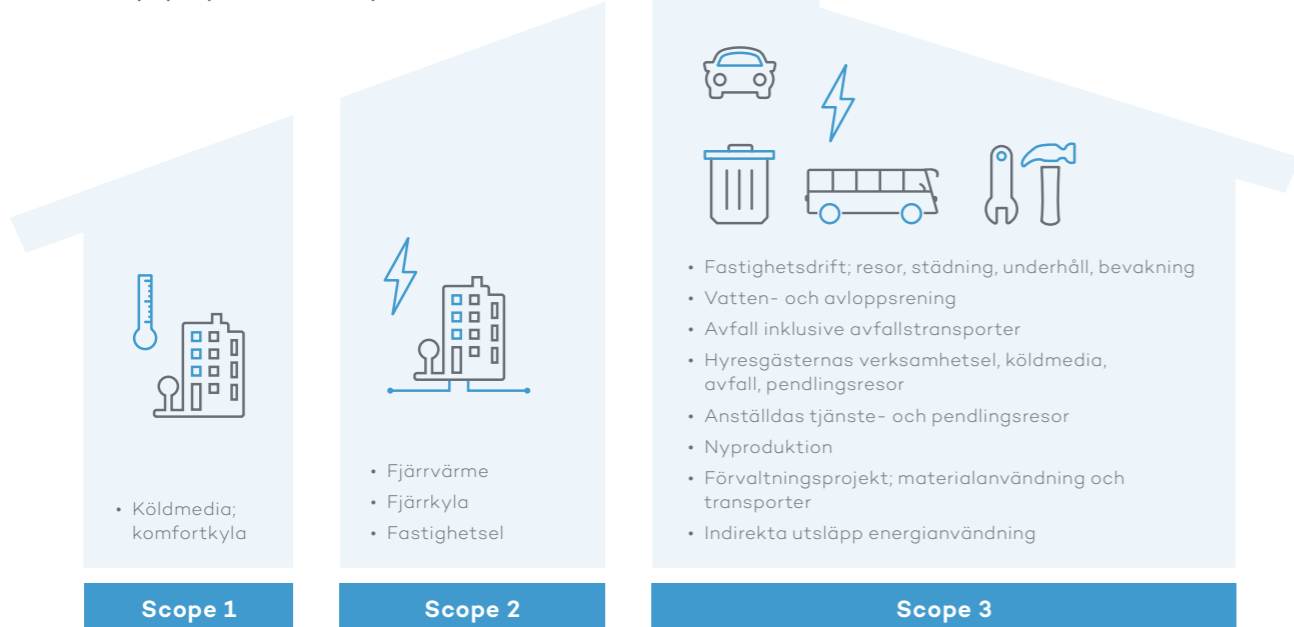 • Köldmedia;
komfortkyla
Scope 1
• Fjärrvärme
• Fjärrkyla
• Fastighetsel
Scope 2
• Fastighetsdrift; resor, städning, underhåll, bevakning
• Vatten- och avloppsrening
• Avfall inklusive avfallstransporter
• Hyresgästernas verksamhetsel, köldmedia,
avfall, pendlingsresor
• Anställdas tjänste- och pendlingsresor
• Nyproduktion
• Förvaltningsprojekt; materialanvändning och
transporter
• Indirekta utsläpp energianvändning
Scope 3